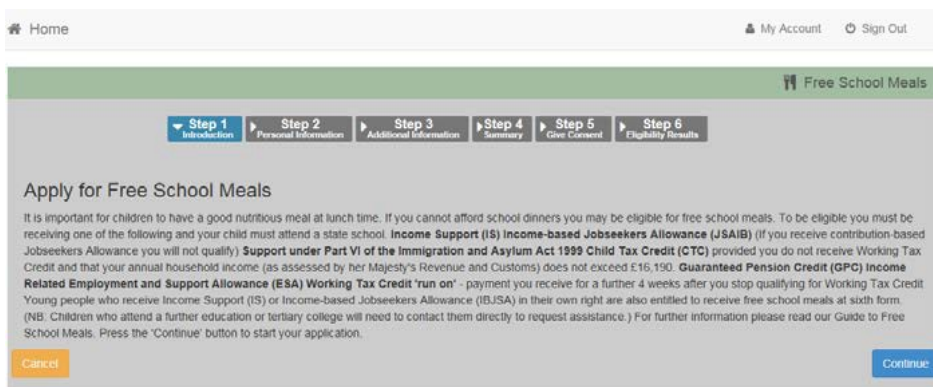 Home
My Account Sign Out
Free School Meals
Step 1 Step 2 Step 3 Step 4 Step 5 Step 6
Introduction Personal Information Additional Information Summary Give Consent Eligibility Results
Apply for Free School Meals
It is important for children to have a good nutritious meal at lunch time. If you cannot afford school dinners you may be eligible for free school meals. To be eligible you must be
receiving one of the following and your child must attend a state school. Income Support (IS) Income-based Jobseekers Allowance (JSAIB) (If you receive contribution-based
Jobseekers Allowance you will not qualify) Support under Part VI of the Immigration and Asylum Act 1999 Child Tax Credit (CTC) provided you do not receive Working Tax
Credit and that your annual household income (as assessed by her Majesty's Revenue and Customs) does not exceed £16,190. Guaranteed Pension Credit (GPC) Income
Related Employment and Support Allowance (ESA) Working Tax Credit 'run on' - payment you receive for a further 4 weeks after you stop qualifying for Working Tax Credit
Young people who receive Income Support (IS) or Income-based Jobseekers Allowance (IBJSA) in their own right are also entitled to receive free school meals at sixth form.
(NB: Children who attend a further education or tertiary college will need to contact them directly to request assistance.) For further information please read our Guide to Free
School Meals. Press the 'Continue' button to start your application.
Cancel Continue